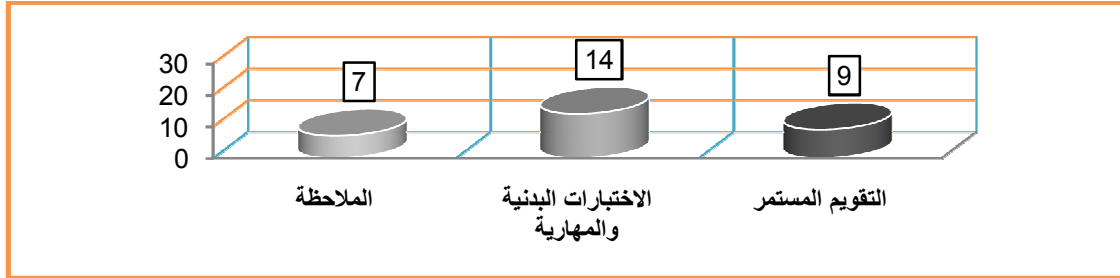 30
20
10
0
7
14
9
الملاحظة
الاختبارات البدنية
والمهارية
التقويم المستمر